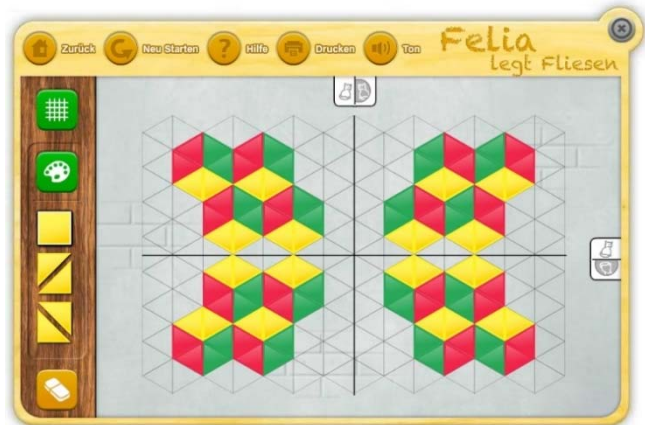 Zurück
Neu Starten
Hilfe
Drucken
Ton
Felia
legt Fliesen